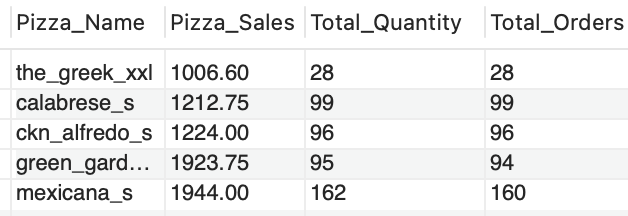 Pizza_Name Pizza_Sales Total_Quantity Total_Orders
the_greek_xxl 1006.60 28 28
calabrese_s 1212.75 99 99
ckn_alfredo_s 1224.00 96 96
green_gard... 1923.75 95 94
mexicana_s 1944.00 162 160